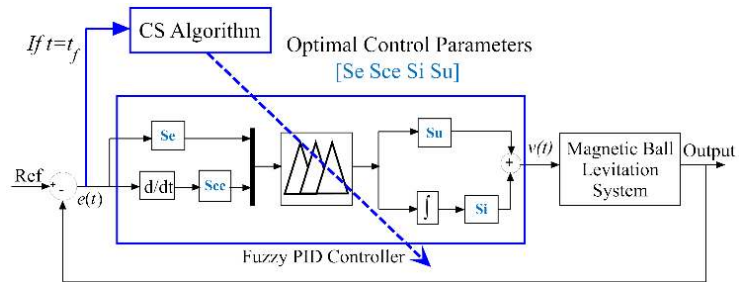 CS Algorithm
If t=tf
Optimal Control Parameters
[Se Sce Si Su]
Se
Su
v(t)
Magnetic Ball
Levitation
System
Output
Ref
+
-
e(t)
d/dt
Sce
∫
Si
+
Fuzzy PID Controller